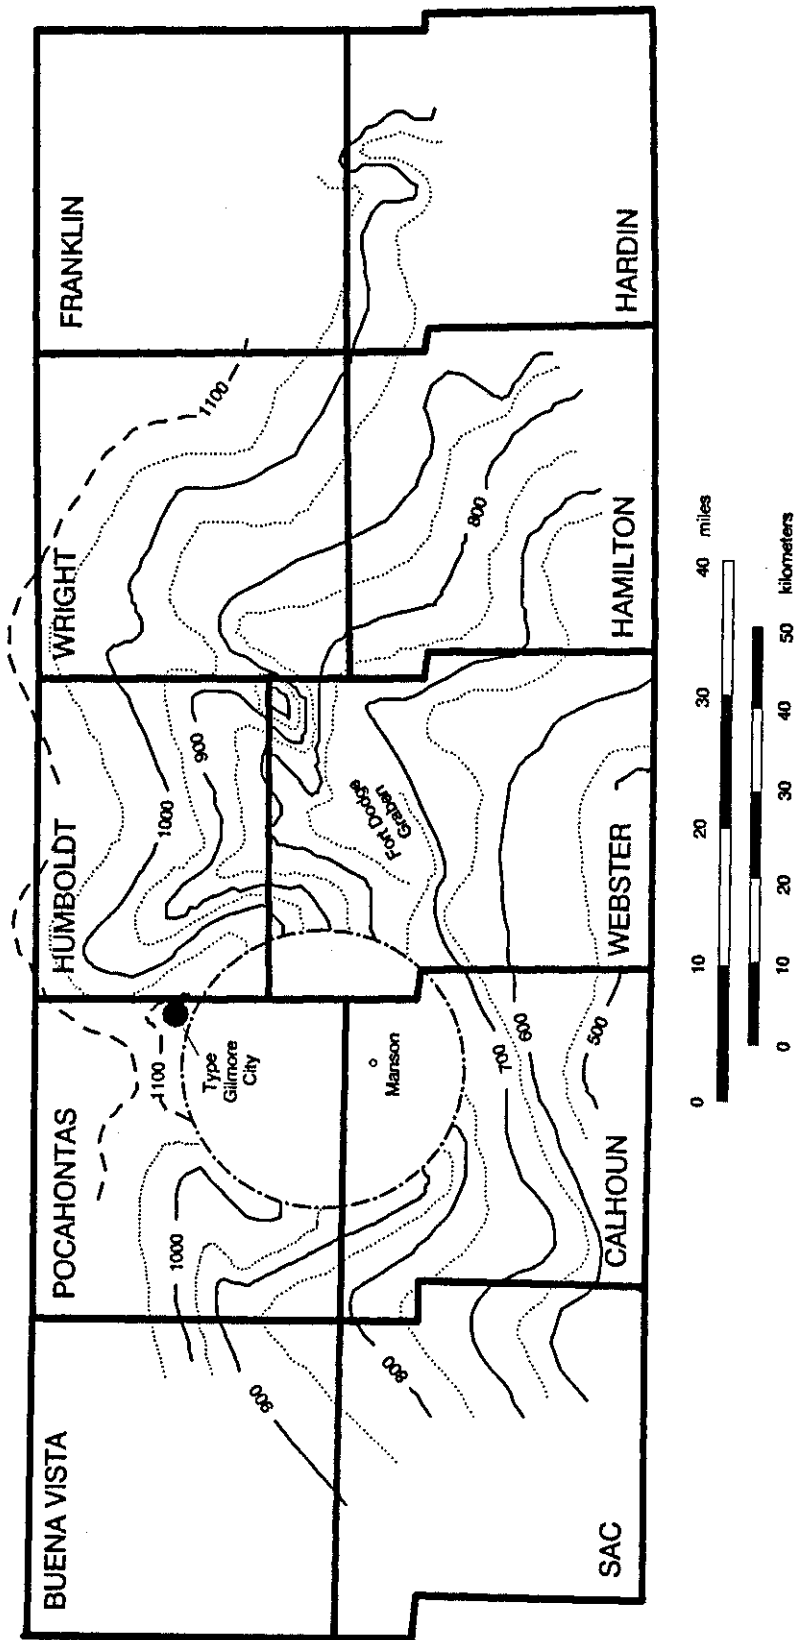 BUENA VISTA
POCAHONTAS
HUMBOLDT
WRIGHT
FRANKLIN
SAC
CALHOUN
WEBSTER
HAMILTON
HARDIN
1100
1100
1000
1000
900
900
800
800
700
600
500
Type
Gilmore
City
Manson
Fort Dodge
Graben
0
10
20
30
40
miles
0
10
20
30
40
50
kilometers